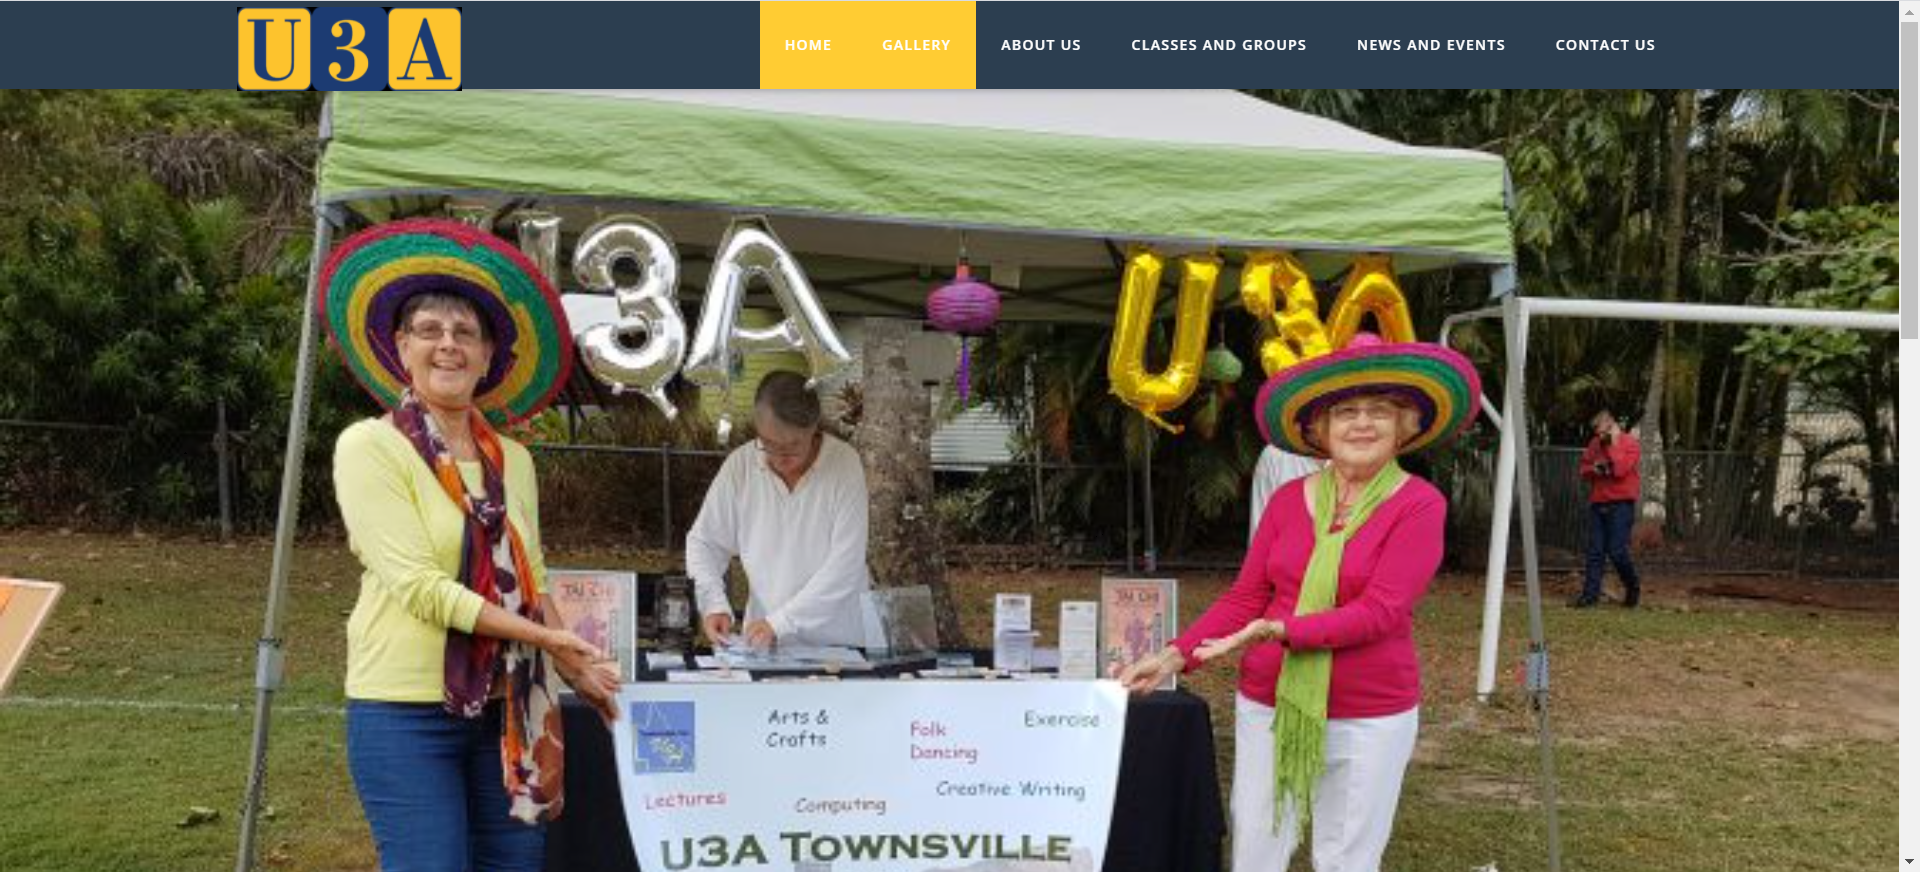 U3A
HOME GALLERY ABOUT US CLASSES AND GROUPS NEWS AND EVENTS CONTACT US
U3A
U3A
TAI CHI
TAI CHI
Arts &
Crafts
Folk
Dancing
Exercise
Lectures
Computing
Creative Writing
U3A TOWNSVILLE